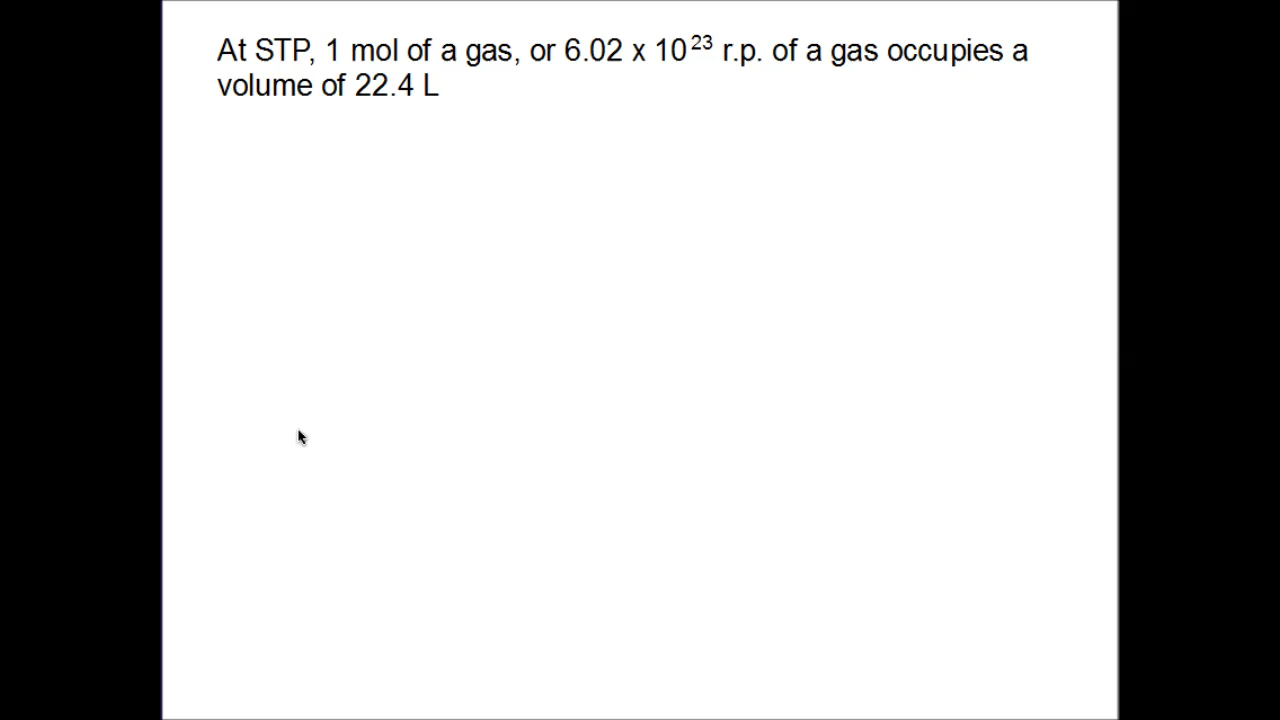 At STP, 1 mol of a gas, or 6.02 x 10²³ r.p. of a gas occupies a
volume of 22.4 L